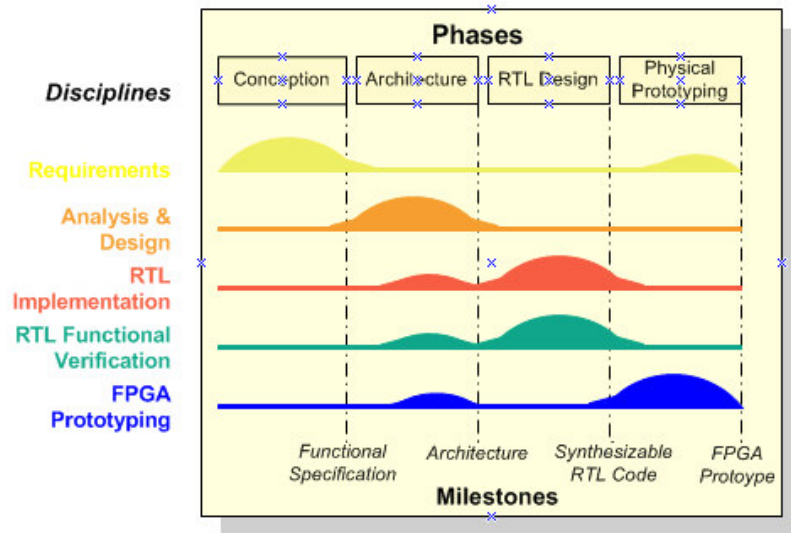 Phases
Conception
Architecture
RTL Design
Physical
Prototyping
Disciplines
Requirements
Analysis &
Design
RTL
Implementation
RTL Functional
Verification
FPGA
Prototyping
Functional
Specification
Architecture
Synthesizable
RTL Code
FPGA
Protoype
Milestones